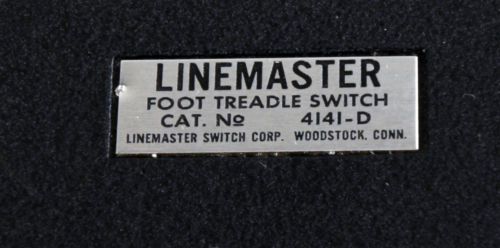 LINEMASTER
FOOT TREADLE SWITCH
CAT. No 4141-D
LINEMASTER SWITCH CORP. WOODSTOCK, CONN.